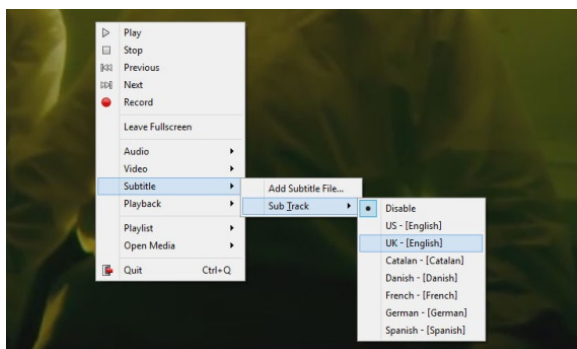 Play
Stop
Previous
Next
Record
Leave Fullscreen
Audio
Video
Subtitle
Playback
Playlist
Open Media
Quit Ctrl+Q
Add Subtitle File...
Sub Track
Disable
US - [English]
UK - [English]
Catalan - [Catalan]
Danish - [Danish]
French - [French]
German - [German]
Spanish - [Spanish]